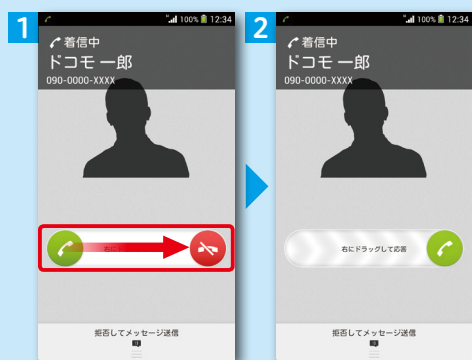 1
100% 12:34
着信中
ドコモ 一郎
090-0000-XXXX
右に
拒否してメッセージ送信
2
100% 12:34
着信中
ドコモ 一郎
090-0000-XXXX
右にドラッグして応答
拒否してメッセージ送信